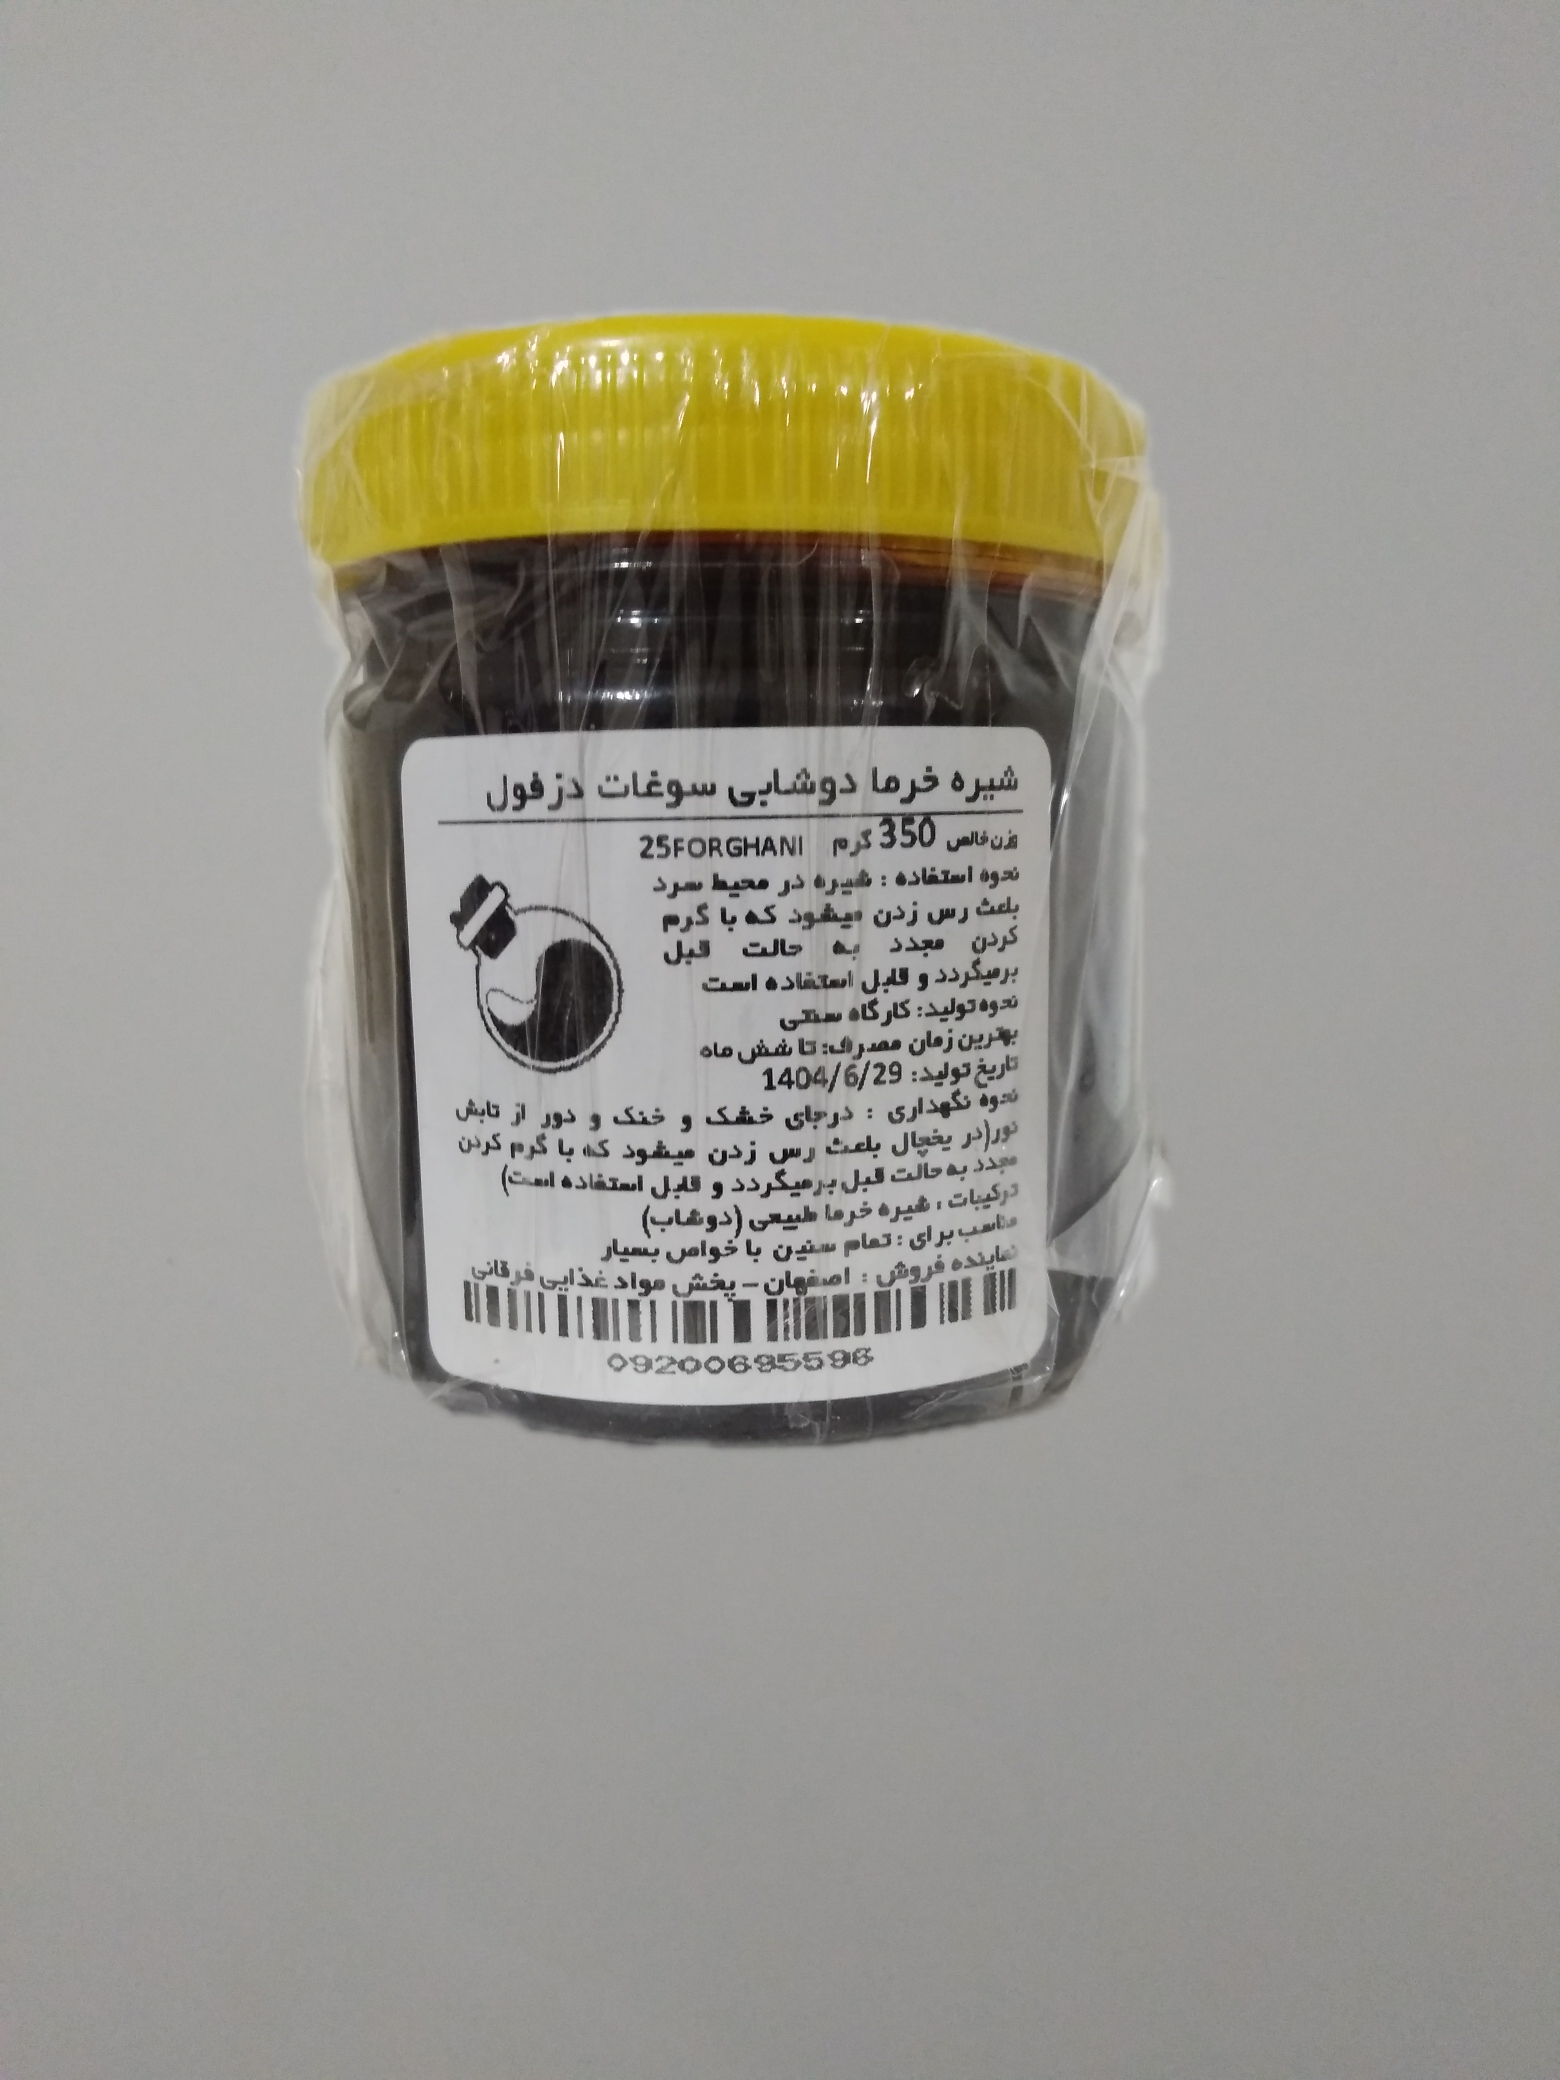 شیره خرما دوشابی سوغات دزفول
وزن خالص 350 گرم 25FORGHANI
نحوه استفاده : شیره در محیط سرد
باعث رس زدن میشود که با گرم
کردن مجدد به حالت قبل
برمیگردد و قابل استفاده است
نحوه تولید: کارگاه سنتی
بهترین زمان مصرف: تا شش ماه
تاریخ تولید: 1404/6/29
نحوه نگهداری : درجای خشک و خنک و دور از تابش
نور(در یخچال باعث رس زدن میشود که با گرم کردن
مجدد به حالت قبل برمیگردد و قابل استفاده است)
ترکیبات : شیره خرما طبیعی (دوشاب)
مناسب برای : تمام سنین با خواص بسیار
نماینده فروش : اصفهان - پخش مواد غذایی فرقانی
09200695596